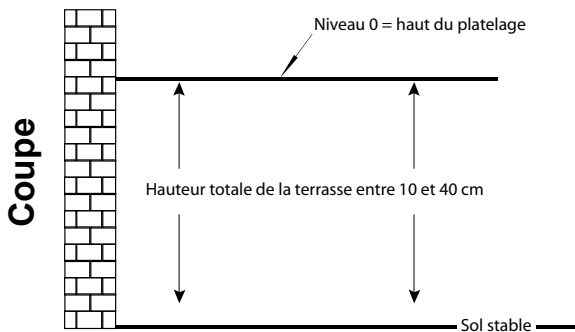 Niveau 0 = haut du platelage
Coupe
Hauteur totale de la terrasse entre 10 et 40 cm
Sol stable